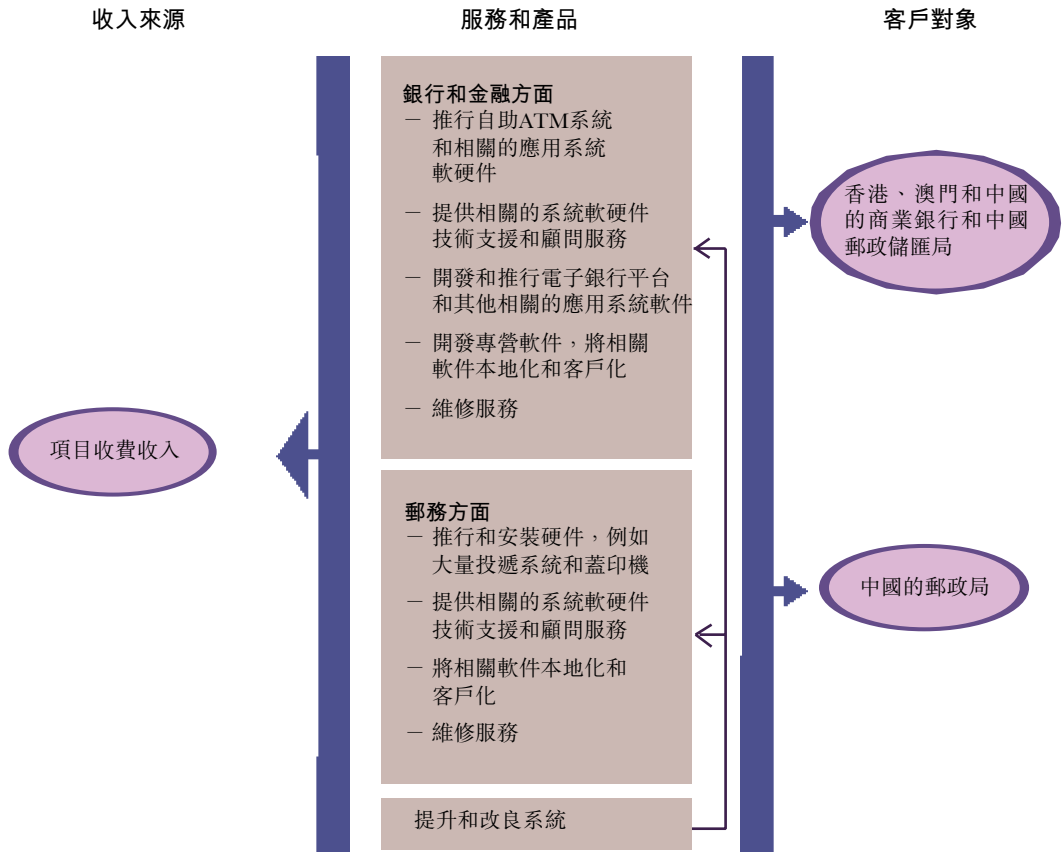 收入來源
服務和產品
客戶對象
銀行和金融方面
－ 推行自助ATM系統
和相關的應用系統
軟硬件
－ 提供相關的系統軟硬件
技術支援和顧問服務
－ 開發和推行電子銀行平台
和其他相關的應用系統軟件
－ 開發專營軟件，將相關
軟件本地化和客戶化
－ 維修服務
香港、澳門和中國
的商業銀行和中國
郵政儲匯局
項目收費收入
郵務方面
－ 推行和安裝硬件，例如
大量投遞系統和蓋印機
－ 提供相關的系統軟硬件
技術支援和顧問服務
－ 將相關軟件本地化和
客戶化
－ 維修服務
中國的郵政局
提升和改良系統